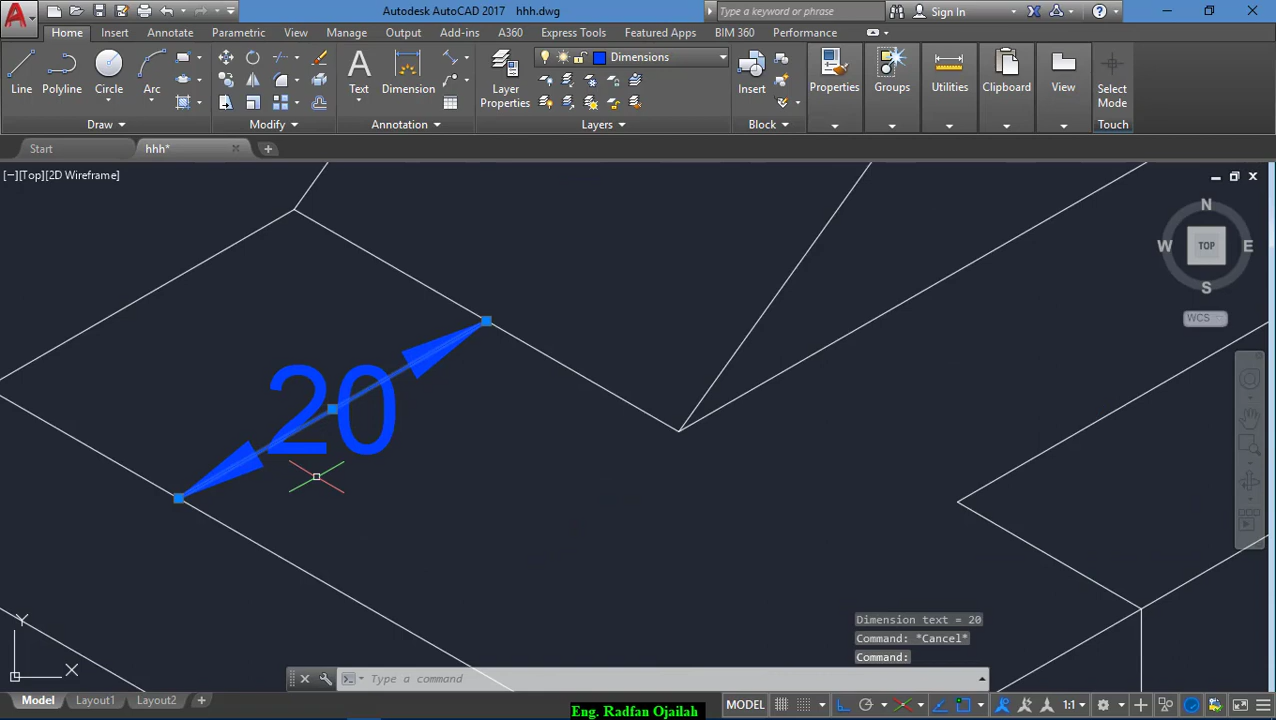 Autodesk AutoCAD 2017 hhh.dwg
Type a keyword or phrase
Sign In
Home Insert Annotate Parametric View Manage Output Add-ins A360 Express Tools Featured Apps BIM 360 Performance
Dimensions
Line Polyline Circle Arc
Text Dimension
Layer Properties
Insert
Properties Groups Utilities Clipboard View
Select Mode
Draw Modify Annotation Layers Block Touch
Start hhh*
[−][Top][2D Wireframe]
N
W TOP E
S
WCS
20
Dimension text = 20
Command: *Cancel*
Command:
Type a command
Y
X
Model Layout1 Layout2
MODEL
1:1
Eng. Radfan Ojailah